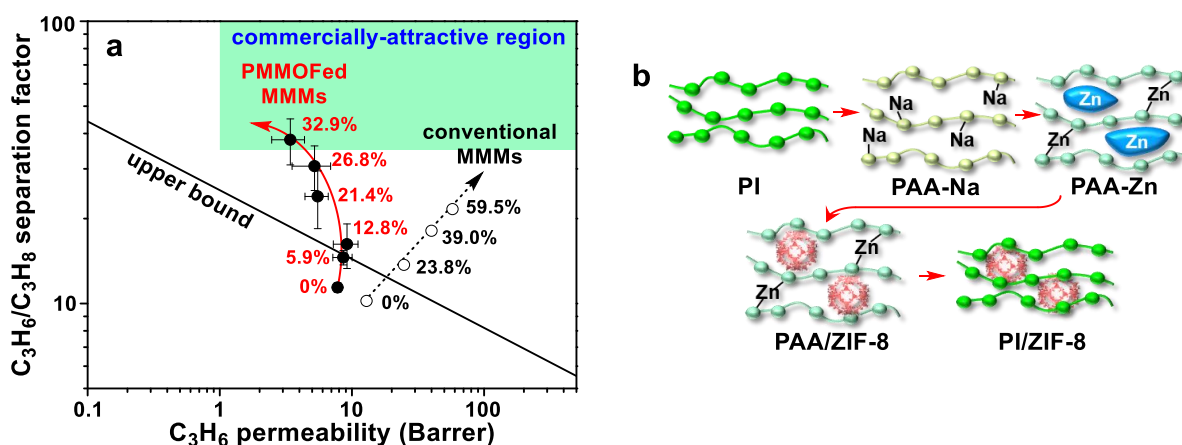 a
commercially-attractive region
PMMOFed
MMMs
conventional
MMMs
upper bound
32.9%
26.8%
21.4%
12.8%
5.9%
0%
59.5%
39.0%
23.8%
0%
100
10
0.1
1
10
100
C₃H₆/C₃H₈ separation factor
C₃H₆ permeability (Barrer)
b
Na
Na
Na
Na
Zn
Zn
Zn
Zn
Zn
PI
PAA-Na
PAA-Zn
Zn
Zn
PAA/ZIF-8
PI/ZIF-8